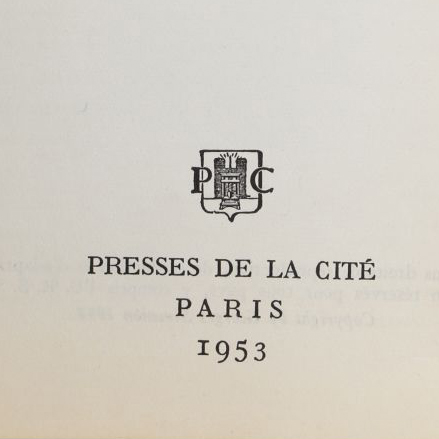 P C
PRESSES DE LA CITÉ
PARIS
1953